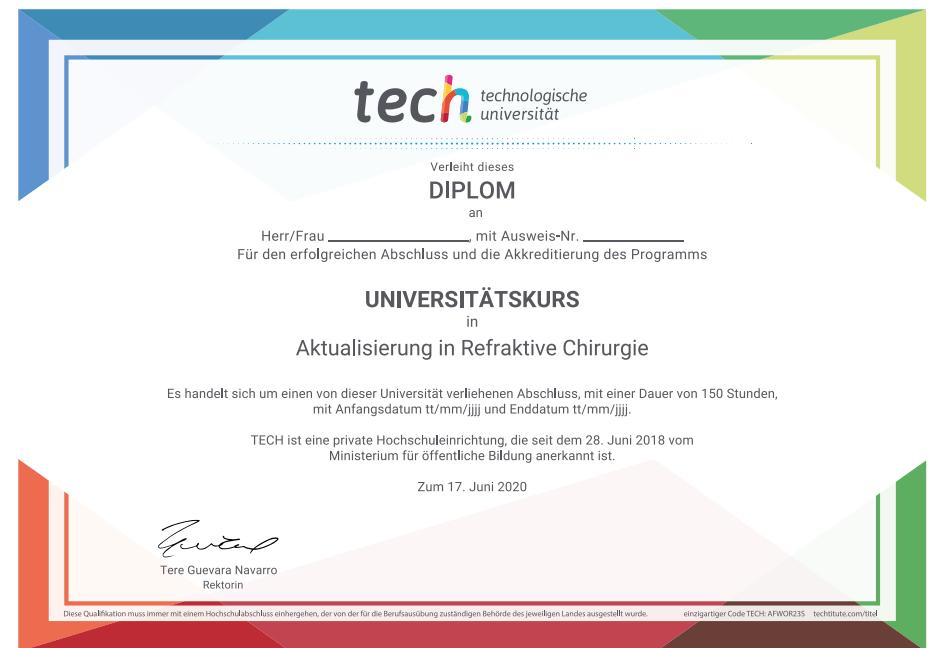 tech technologische
universität
Verleiht dieses
DIPLOM
an
Herr/Frau ____________________, mit Ausweis-Nr. ______________
Für den erfolgreichen Abschluss und die Akkreditierung des Programms
UNIVERSITÄTSKURS
in
Aktualisierung in Refraktive Chirurgie
Es handelt sich um einen von dieser Universität verliehenen Abschluss, mit einer Dauer von 150 Stunden,
mit Anfangsdatum tt/mm/jjjj und Enddatum tt/mm/jjjj.
TECH ist eine private Hochschuleinrichtung, die seit dem 28. Juni 2018 vom
Ministerium für öffentliche Bildung anerkannt ist.
Zum 17. Juni 2020
Tere Guevara Navarro
Rektorin
Diese Qualifikation muss immer mit einem Hochschulabschluss einhergehen, der von der für die Berufsausübung zuständigen Behörde des jeweiligen Landes ausgestellt wurde. einzigartiger Code TECH: AFWOR23S techtitute.com/titel